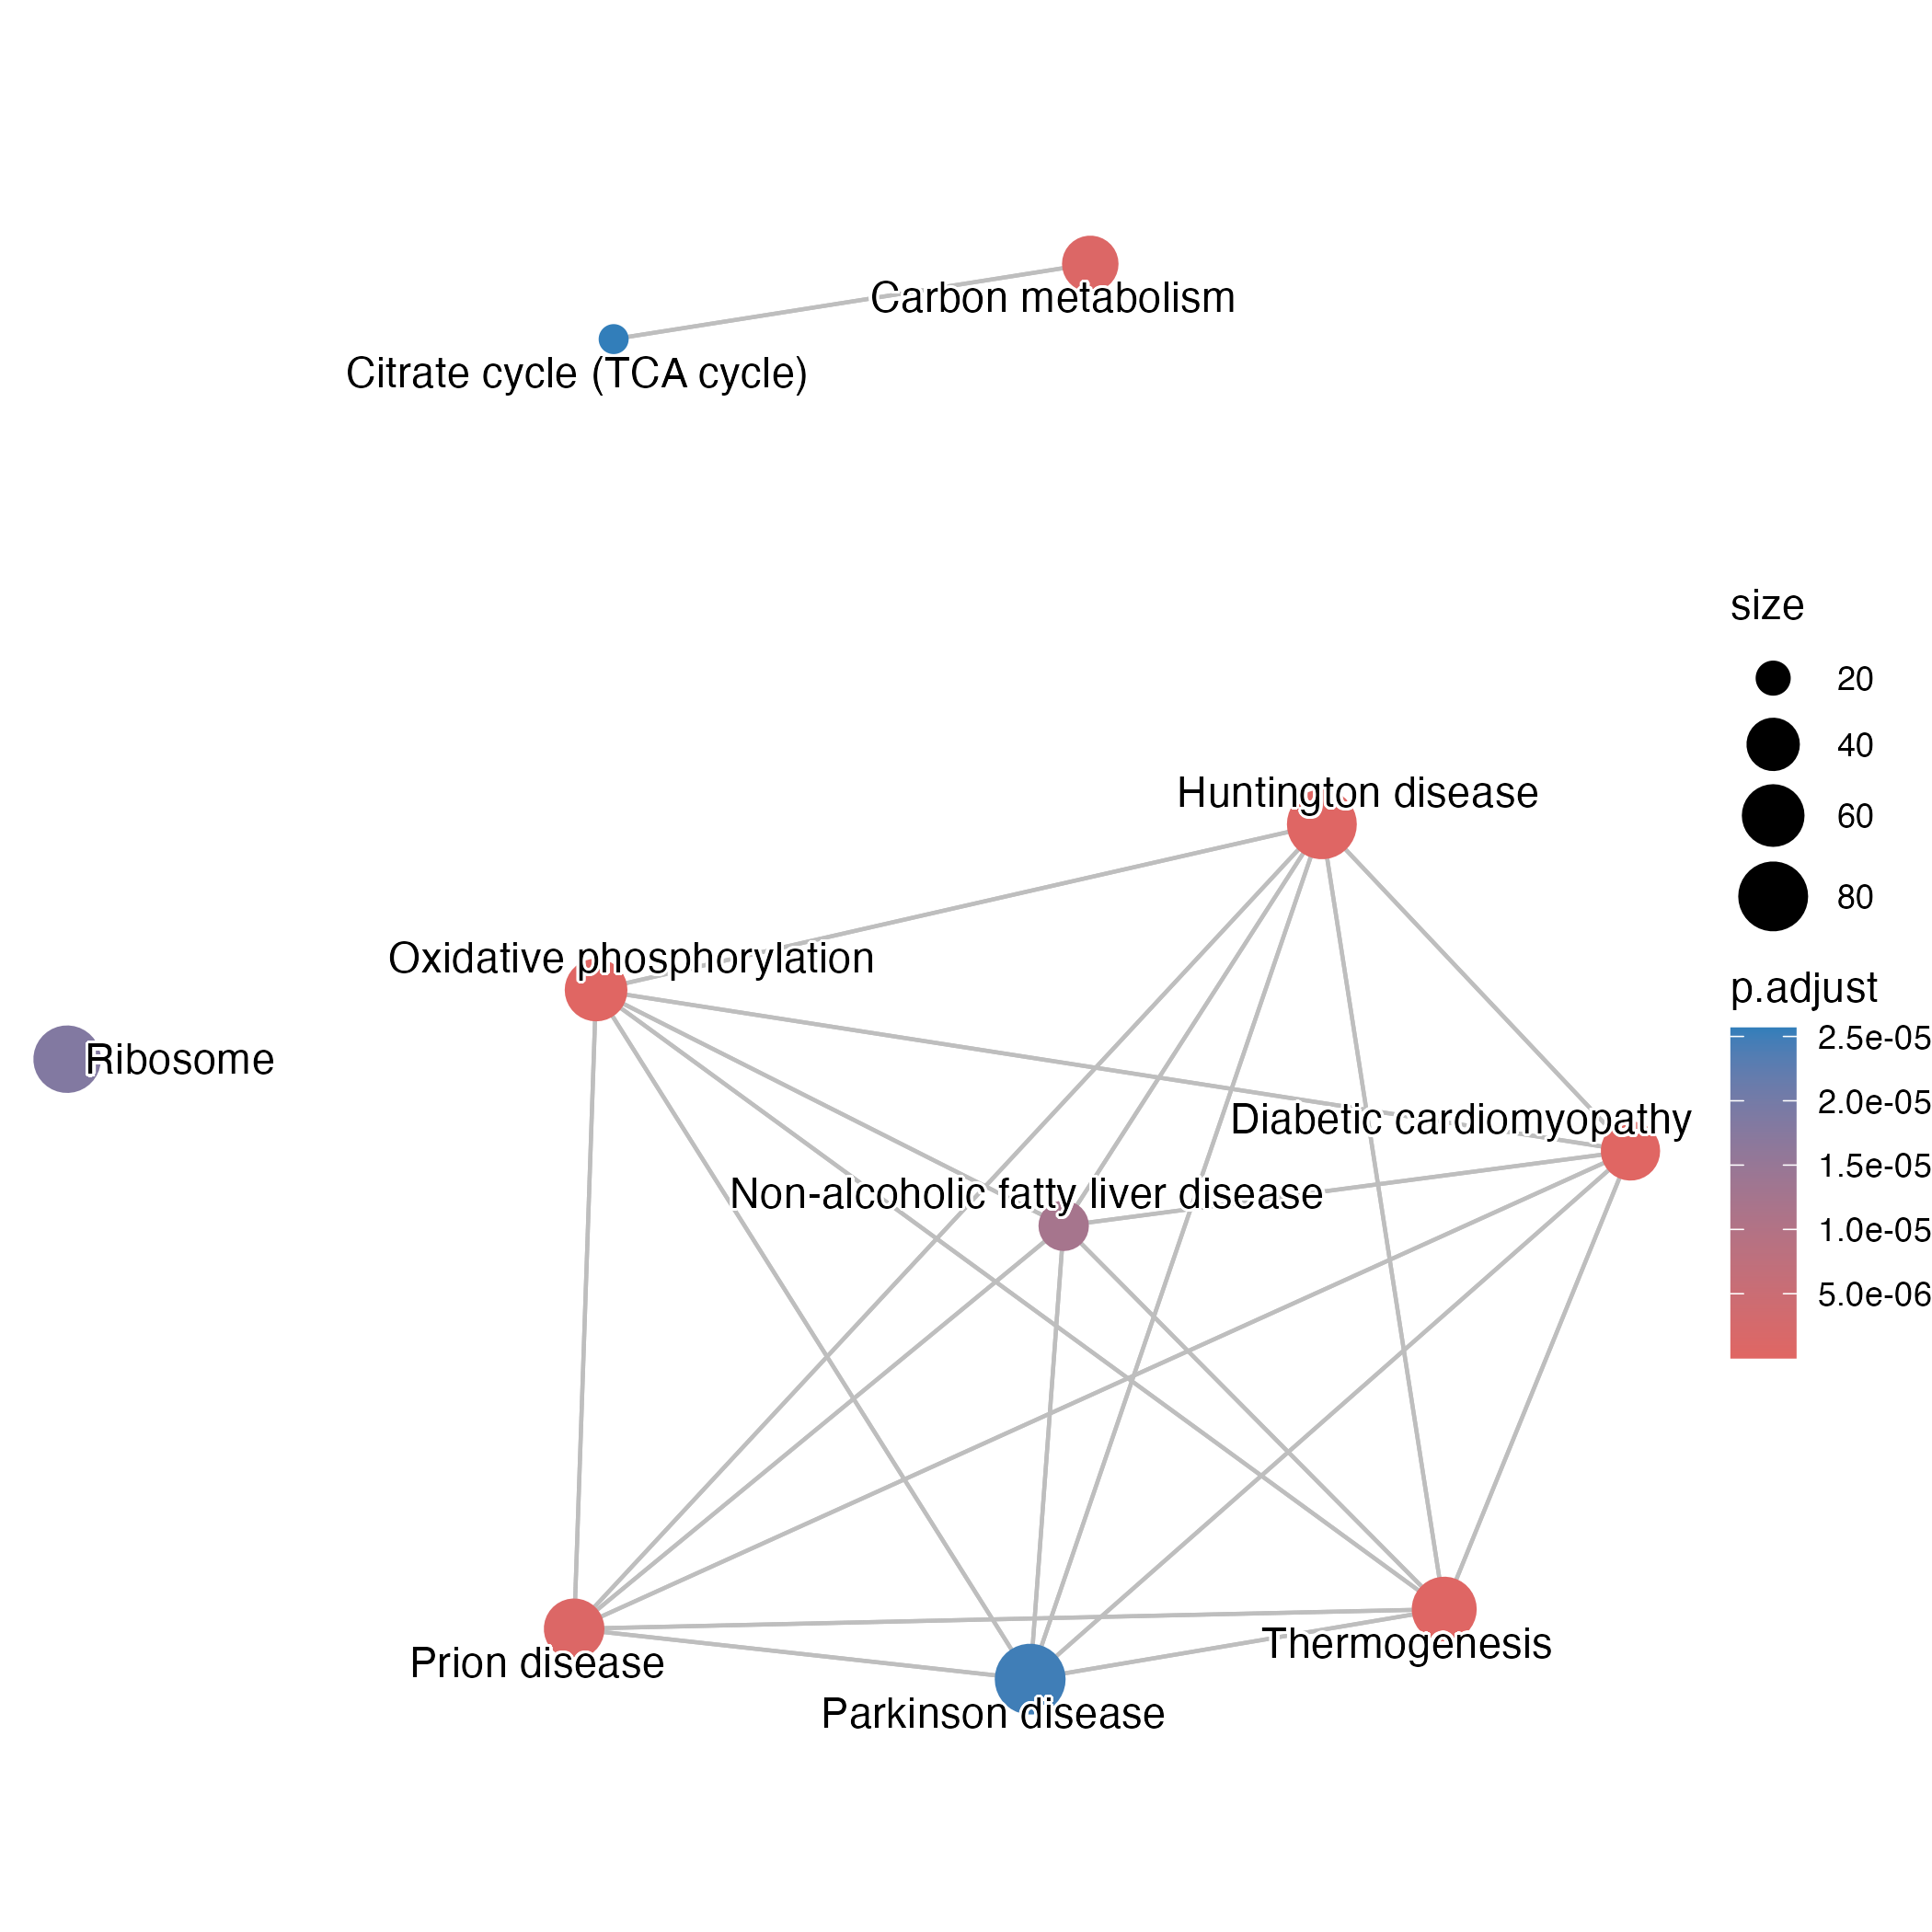 Carbon metabolism
Citrate cycle (TCA cycle)
size
20
40
60
80
Huntington disease
Oxidative phosphorylation
p.adjust
2.5e-05
2.0e-05
1.5e-05
1.0e-05
5.0e-06
Ribosome
Diabetic cardiomyopathy
Non-alcoholic fatty liver disease
Thermogenesis
Prion disease
Parkinson disease